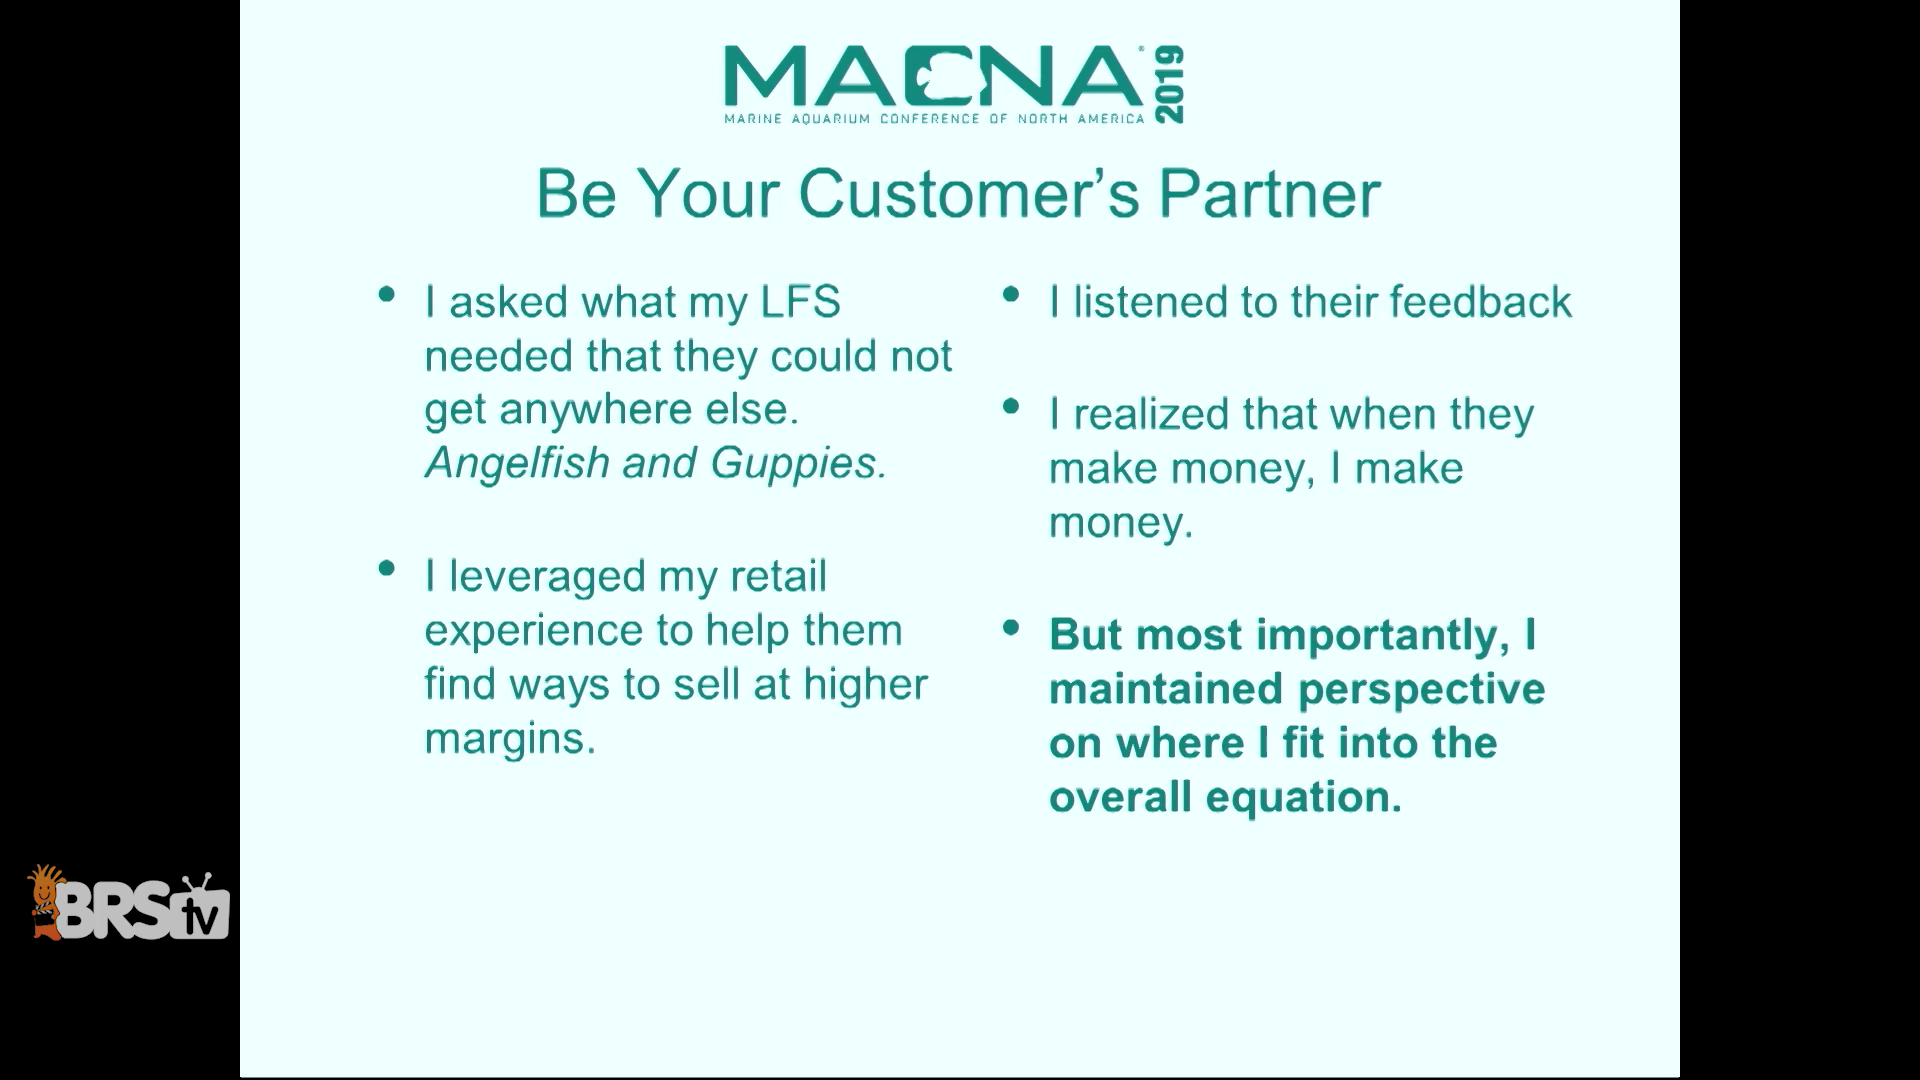 MACNA® 2019
MARINE AQUARIUM CONFERENCE OF NORTH AMERICA
Be Your Customer’s Partner
• I asked what my LFS
needed that they could not
get anywhere else.
Angelfish and Guppies.
• I leveraged my retail
experience to help them
find ways to sell at higher
margins.
• I listened to their feedback
• I realized that when they
make money, I make
money.
• But most importantly, I
maintained perspective
on where I fit into the
overall equation.
BRStv